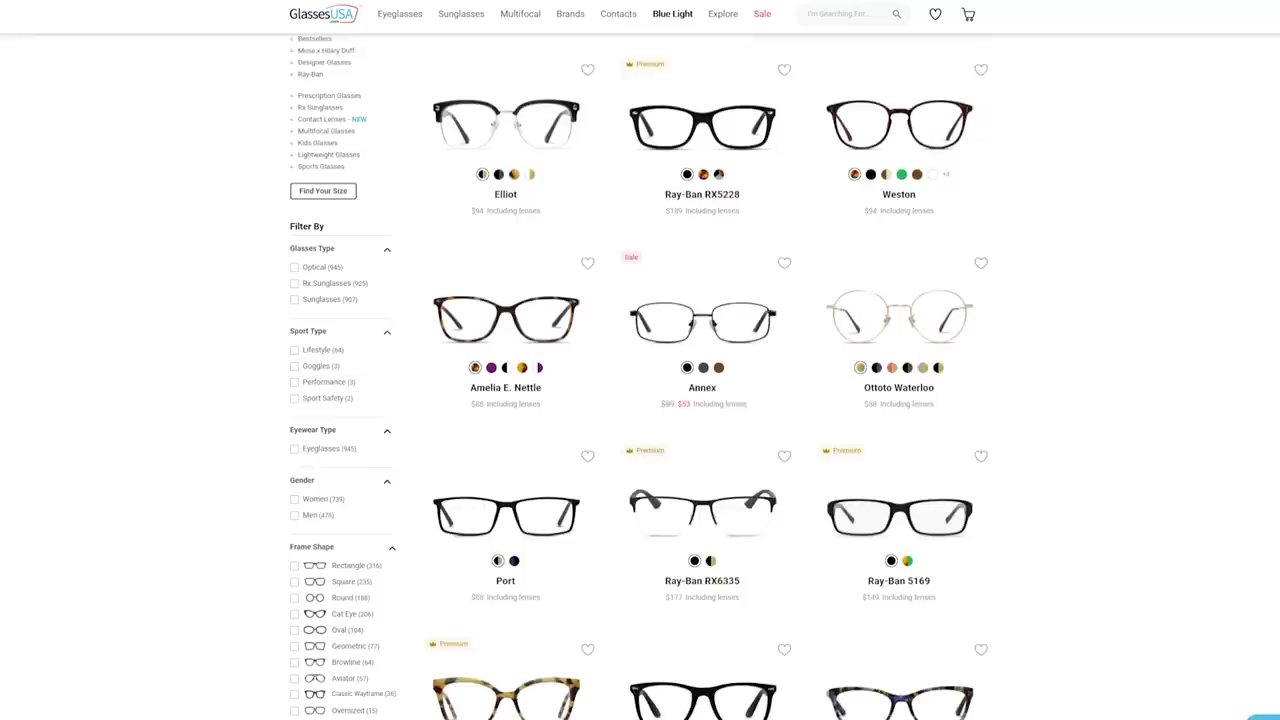 GlassesUSA
.com
Eyeglasses Sunglasses Multifocal Brands Contacts Blue Light Explore Sale
I'm Searching For...
Bestsellers
Muse x Hilary Duff
Designer Glasses
Ray-Ban
Prescription Glasses
Rx Sunglasses
Contact Lenses - NEW
Multifocal Glasses
Kids Glasses
Lightweight Glasses
Sports Glasses
Find Your Size
Filter By
Glasses Type
Optical (945)
Rx.Sunglasses (925)
Sunglasses (907)
Sport Type
Lifestyle (64)
Goggles (3)
Performance (3)
Sport Safety (2)
Eyewear Type
Eyeglasses (945)
Gender
Women (739)
Men (476)
Frame Shape
Rectangle (316)
Square (235)
Round (188)
Cat Eye (206)
Oval (104)
Geometric (77)
Browline (64)
Aviator (57)
Classic Wayframe (36)
Oversized (15)
Premium
Elliot
$94 Including lenses
Ray-Ban RX5228
$189 Including lenses
+4
Weston
$94 Including lenses
Sale
Amelia E. Nettle
$88 Including lenses
Annex
$89 $53 Including lenses
Ottoto Waterloo
$88 Including lenses
Premium
Premium
Port
$68 Including lenses
Ray-Ban RX6335
$177 Including lenses
Ray-Ban 5169
$149 Including lenses
Premium